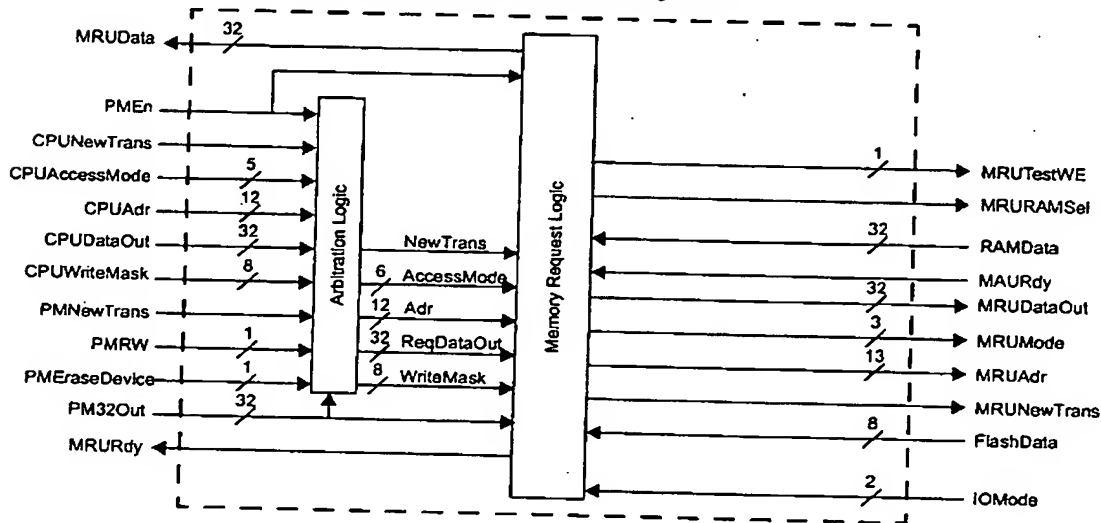 MRUData
32
PMEn
CPUNewTrans
CPUAccessMode
5
CPUAdr
12
CPUDataOut
32
CPUWriteMask
8
PMNewTrans
PMRW
1
PMEraseDevice
1
PM32Out
32
MRURdy
Arbitration Logic
NewTrans
6
AccessMode
12
Adr
32
ReqDataOut
8
WriteMask
Memory Request Logic
1
MRUTestWE
MRURAMSel
32
RAMData
MAURdy
32
MRUDataOut
3
MRUMode
13
MRUAdr
MRUNewTrans
8
FlashData
2
IOMode